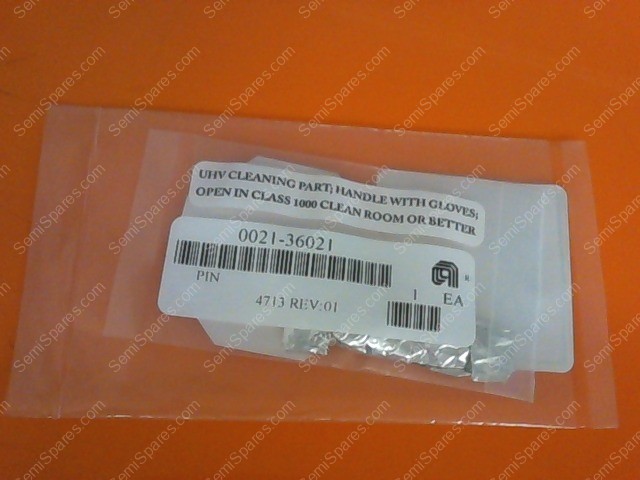 UHV CLEANING PART; HANDLE WITH GLOVES;
OPEN IN CLASS 1000 CLEAN ROOM OR BETTER
0021-36021
PIN
1 EA
4713 REV:01
SemiSpares.com